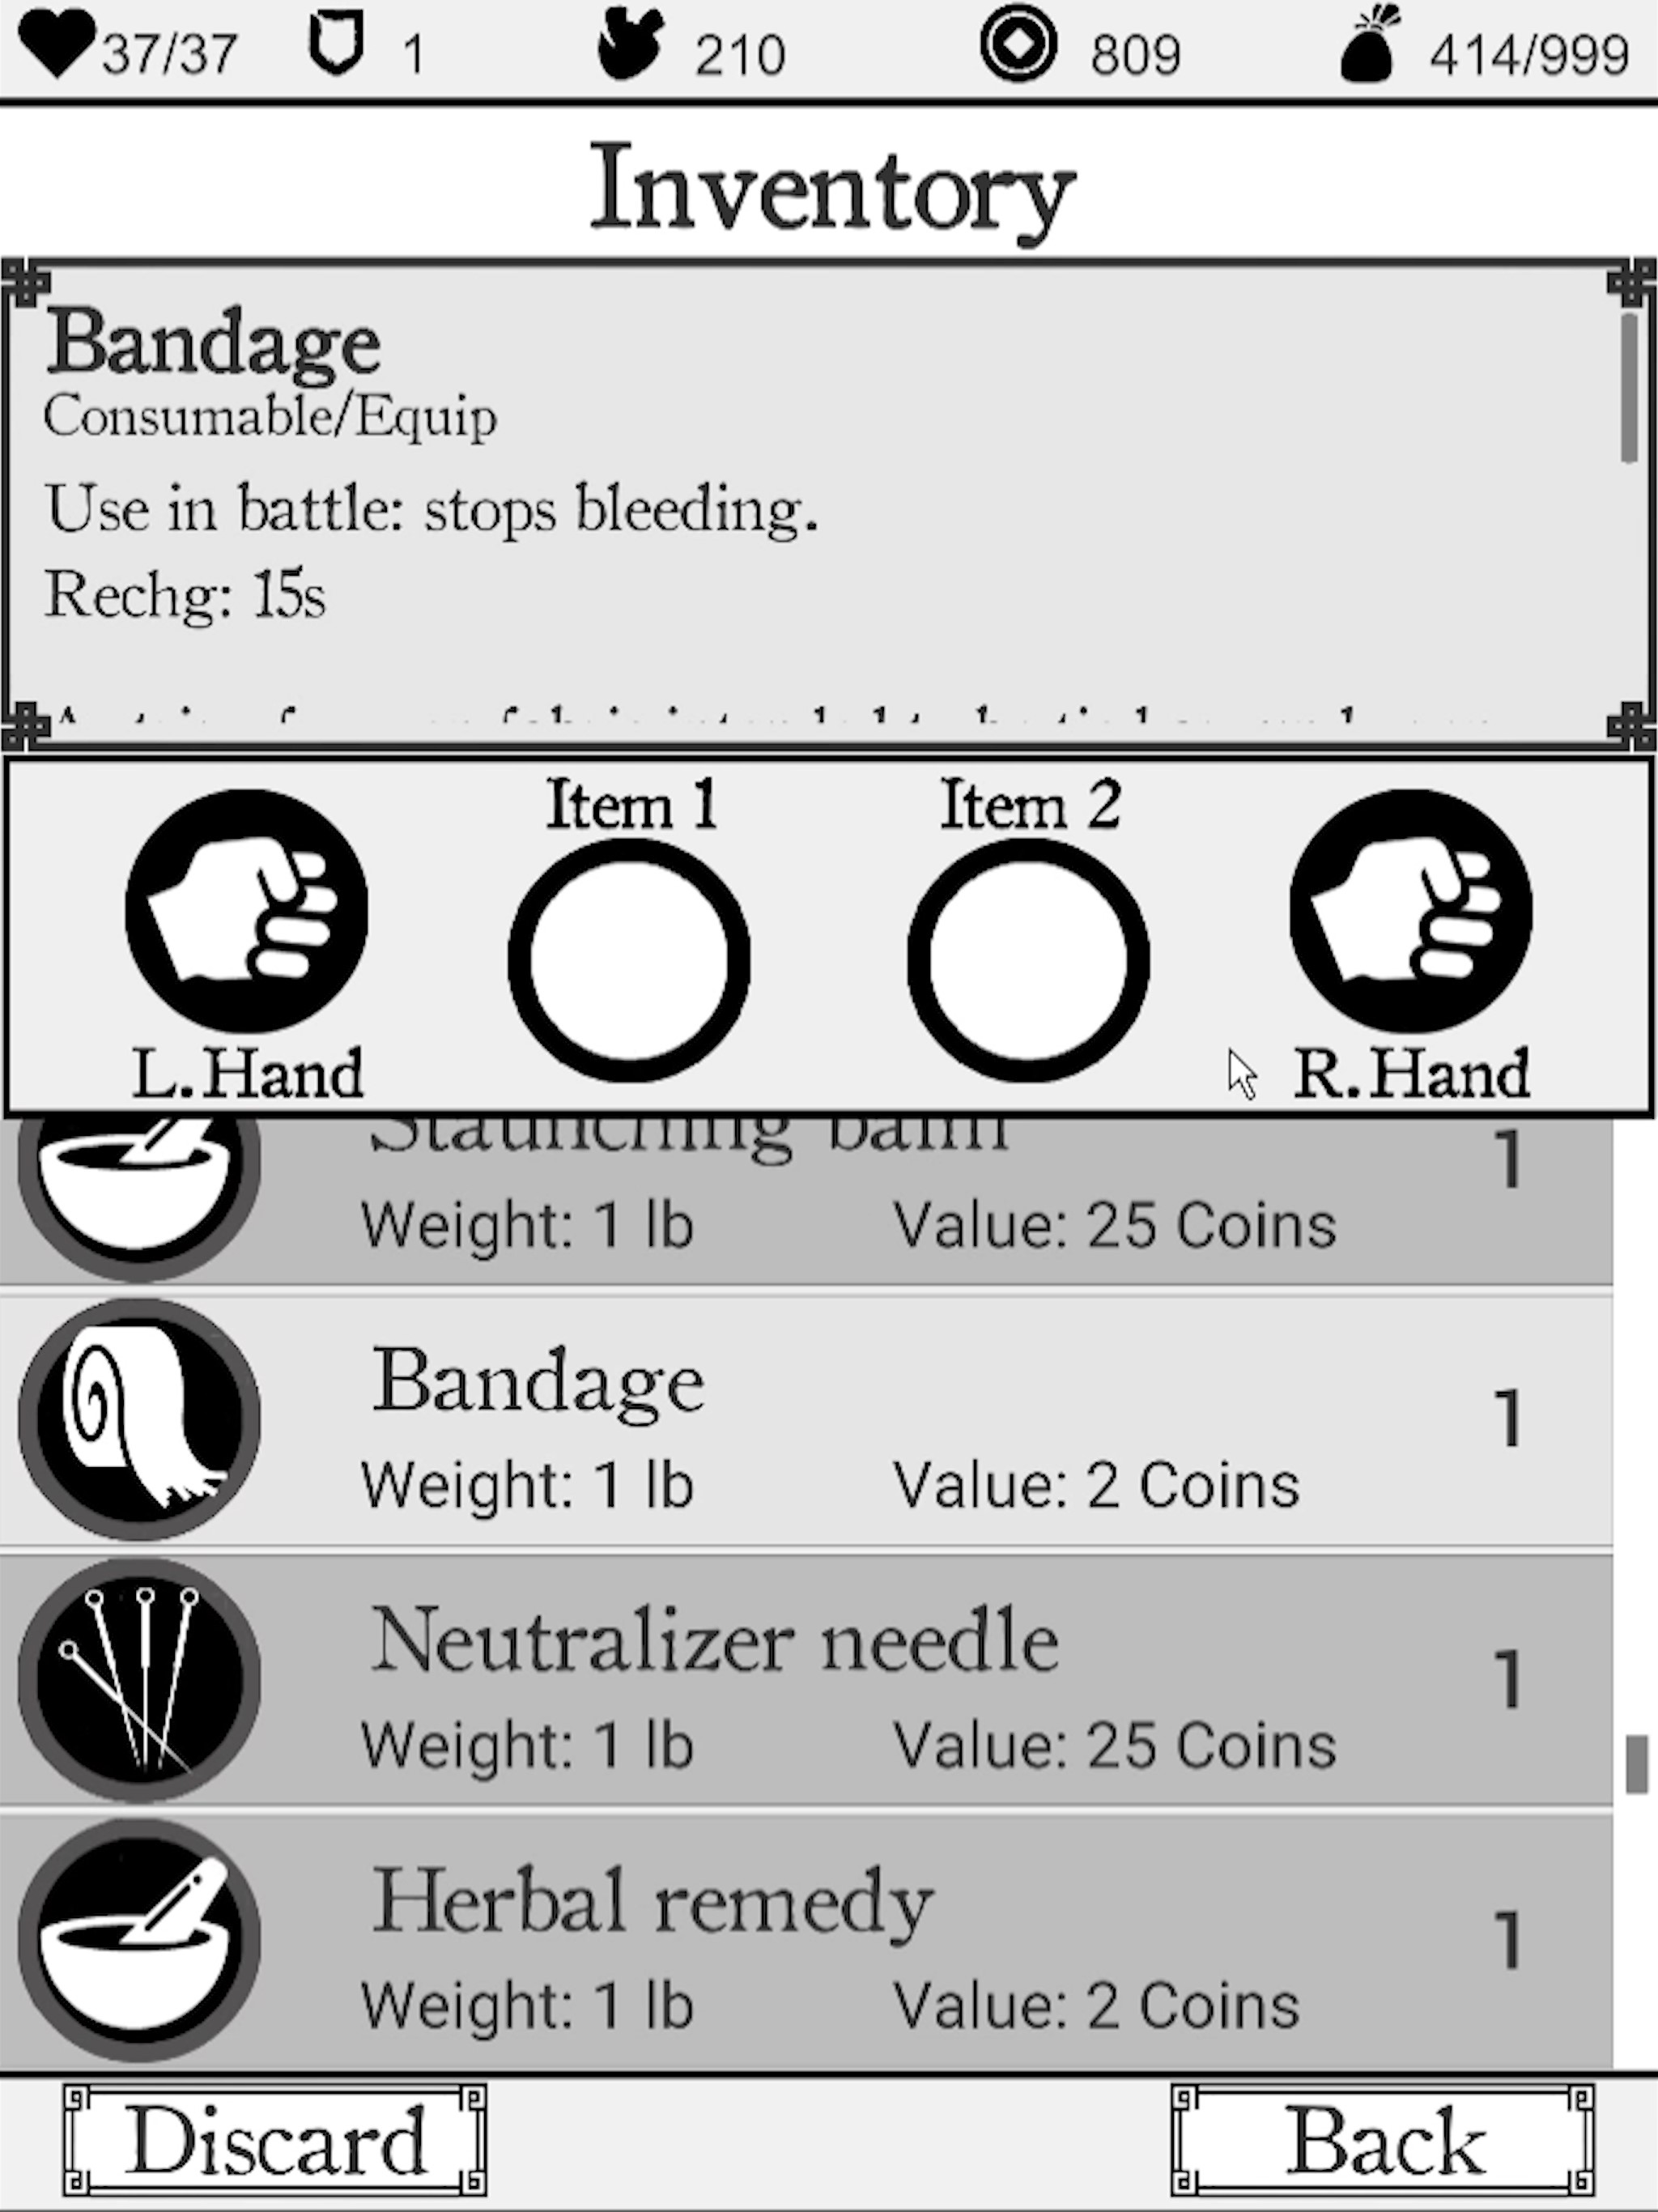 37/37 1 210 809 414/999
Inventory
Bandage
Consumable/Equip
Use in battle: stops bleeding.
Rechg: 15s
Item 1 Item 2
L.Hand R.Hand
Staunching balm 1
Weight: 1 lb Value: 25 Coins
Bandage 1
Weight: 1 lb Value: 2 Coins
Neutralizer needle 1
Weight: 1 lb Value: 25 Coins
Herbal remedy 1
Weight: 1 lb Value: 2 Coins
Discard Back